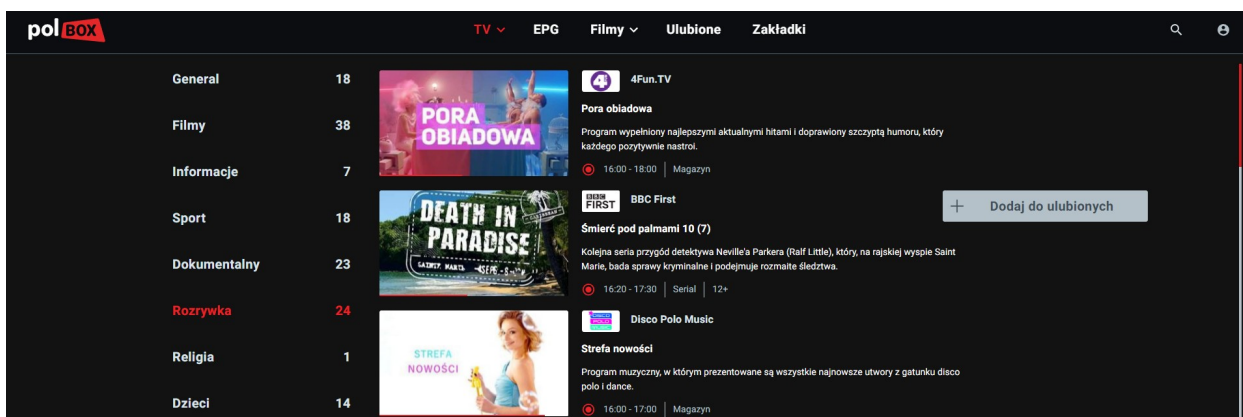 polBOX
TV
EPG
Filmy
Ulubione
Zakładki
General 18
Filmy 38
Informacje 7
Sport 18
Dokumentalny 23
Rozrywka 24
Religia 1
Dzieci 14
PORA
OBIADOWA
4Fun.TV
Pora obiadowa
Program wypełniony najlepszymi aktualnymi hitami i doprawiony szczyptą humoru, który
każdego pozytywnie nastroi.
16:00 - 18:00 | Magazyn
DEATH IN
PARADISE
BBC
FIRST
BBC First
Dodaj do ulubionych
Śmierć pod palmami 10 (7)
Kolejna seria przygód detektywa Neville'a Parkera (Ralf Little), który, na rajskiej wyspie Saint
Marie, bada sprawy kryminalne i podejmuje rozmaite śledztwa.
16:20 - 17:30 | Serial | 12+
STREFA
NOWOŚCI
Disco Polo Music
Strefa nowości
Program muzyczny, w którym prezentowane są wszystkie najnowsze utwory z gatunku disco
polo i dance.
16:00 - 17:00 | Magazyn